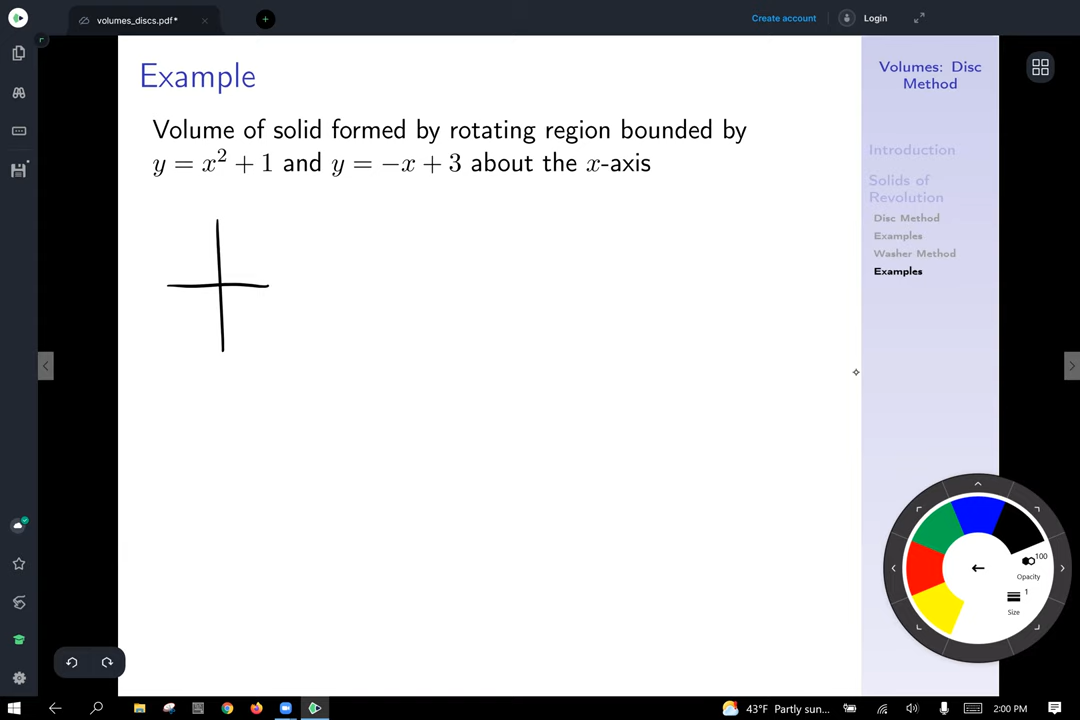 volumes_discs.pdf*
Create account
Login
Example
Volume of solid formed by rotating region bounded by
y = x² + 1 and y = −x + 3 about the x-axis
Volumes: Disc
Method
Introduction
Solids of
Revolution
Disc Method
Examples
Washer Method
Examples
100
Opacity
1
Size
43°F Partly sun...
2:00 PM